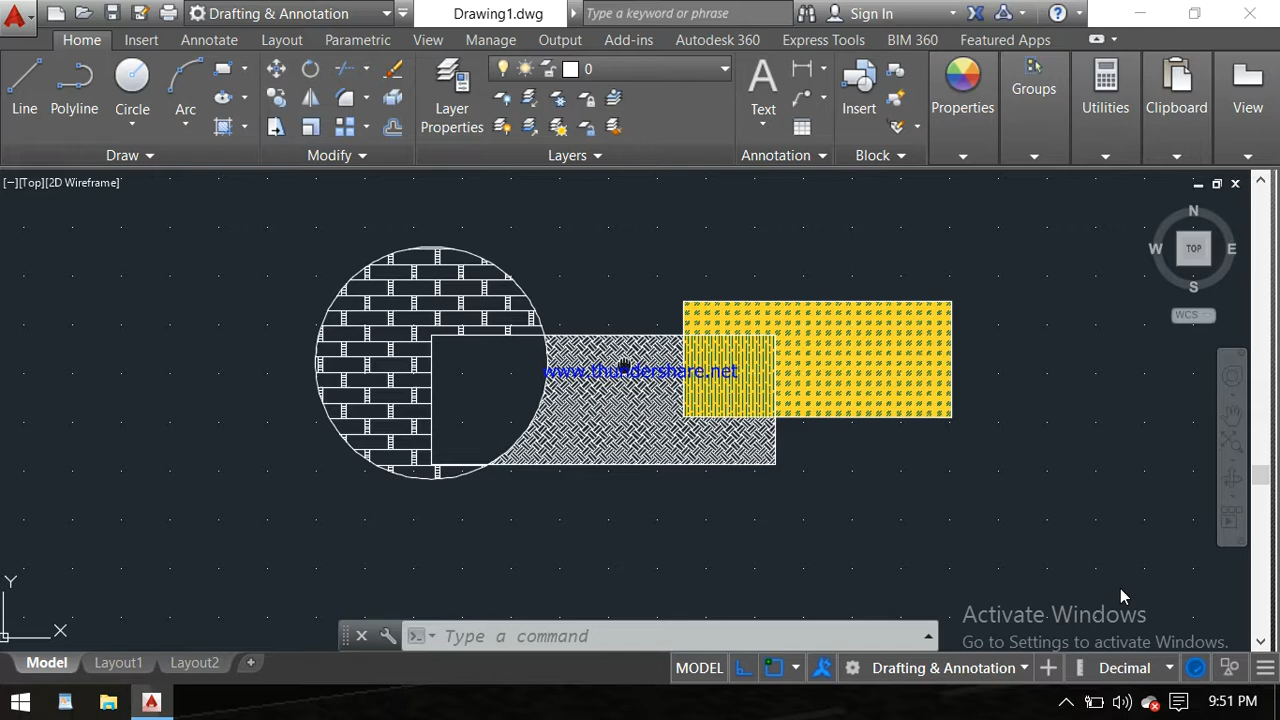 Drafting & Annotation
Drawing1.dwg
Type a keyword or phrase
Sign In
Home Insert Annotate Layout Parametric View Manage Output Add-ins Autodesk 360 Express Tools BIM 360 Featured Apps
0
Line Polyline Circle Arc
Layer
Properties
Text
Insert
Properties
Groups
Utilities
Clipboard
View
Draw Modify Layers Annotation Block
[−][Top][2D Wireframe]
N
W TOP E
S
WCS
www.thundershare.net
Y
X
Activate Windows
Go to Settings to activate Windows.
Type a command
Model Layout1 Layout2
MODEL
Drafting & Annotation
Decimal
9:51 PM